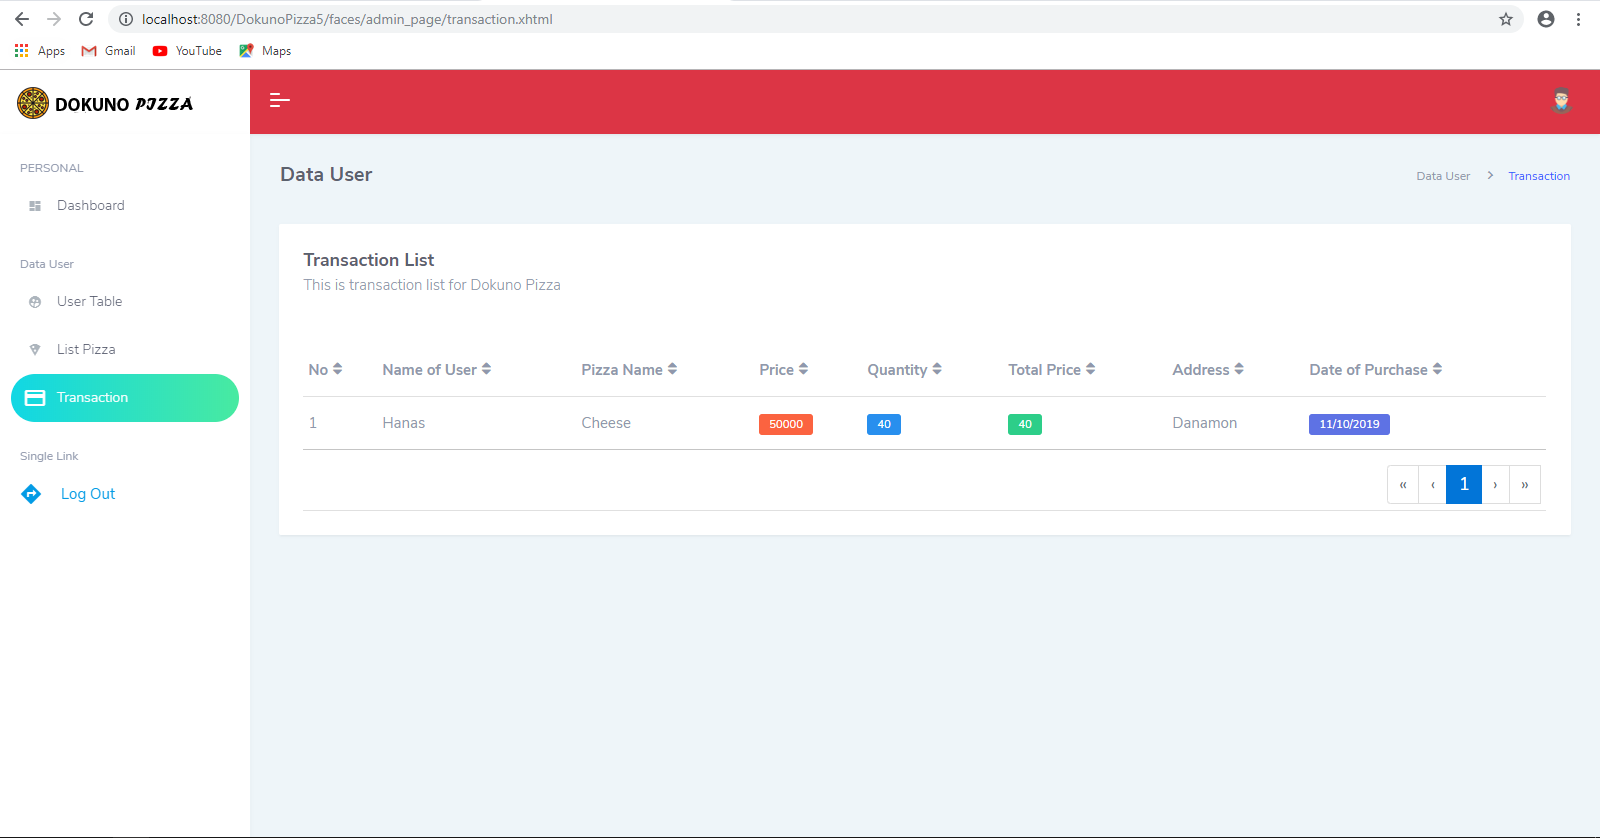 localhost:8080/DokunoPizza5/faces/admin_page/transaction.xhtml
Apps Gmail YouTube Maps
DOKUNO PIZZA
PERSONAL
Dashboard
Data User
User Table
List Pizza
Transaction
Single Link
Log Out
Data User
Data User > Transaction
Transaction List
This is transaction list for Dokuno Pizza
No Name of User Pizza Name Price Quantity Total Price Address Date of Purchase
1 Hanas Cheese 50000 40 40 Danamon 11/10/2019
« ‹ 1 › »